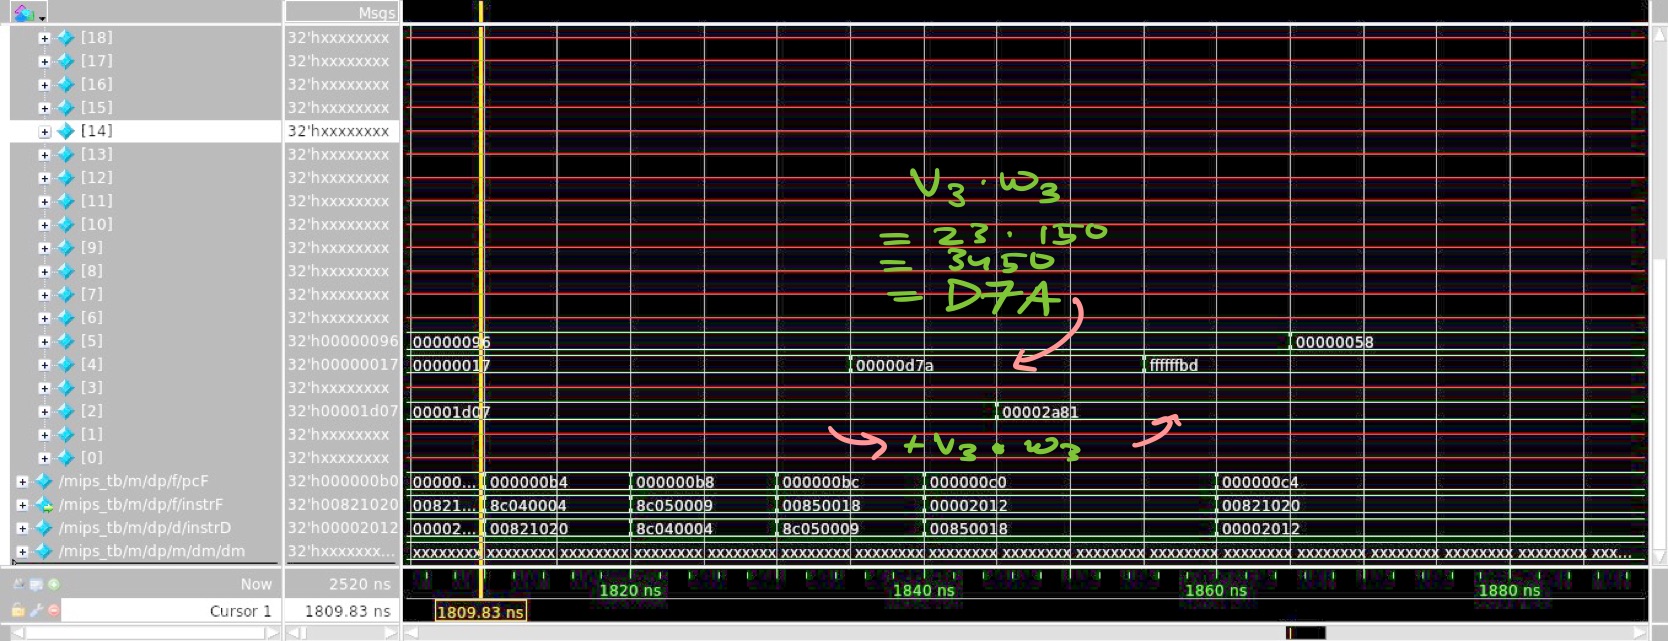 Msgs
[18] 32'hxxxxxxxx
[17] 32'hxxxxxxxx
[16] 32'hxxxxxxxx
[15] 32'hxxxxxxxx
[14] 32'hxxxxxxxx
[13] 32'hxxxxxxxx
[12] 32'hxxxxxxxx
V3 · w3
[11] 32'hxxxxxxxx
[10] 32'hxxxxxxxx
= 23 · 150
[9] 32'hxxxxxxxx
= 3450
[8] 32'hxxxxxxxx
[7] 32'hxxxxxxxx
= D7A
[6] 32'hxxxxxxxx
[5] 32'h00000096 00000096 00000058
[4] 32'h00000017 00000017 00000d7a ffffffbd
[3] 32'hxxxxxxxx
[2] 32'h00001d07 00001d07 00002a81
[1] 32'hxxxxxxxx
+ V3 · w3
[0] 32'hxxxxxxxx
/mips_tb/m/dp/f/pcF 32'h000000b0 00000... 000000b4 000000b8 000000bc 000000c0 000000c4
/mips_tb/m/dp/f/instrF 32'h00821020 00821... 8c040004 8c050009 00850018 00002012 00821020
/mips_tb/m/dp/d/instrD 32'h00002012 00002... 00821020 8c040004 8c050009 00850018 00002012
/mips_tb/m/dp/m/dm/dm 32'hxxxxxxx... xxxxxxxx xxxxxxxx xxxxxxxx xxxxxxxx xxxxxxxx xxxxxxxx xxxxxxxx xxxxxxxx xxxxxxxx xxxxxxxx xxxxxxxx xxxxxxxx xxxxxxxx xxxxxxxx xxxxxxxx xxxxxxxx xxx...
Now 2520 ns 1820 ns 1840 ns 1860 ns 1880 ns
Cursor 1 1809.83 ns 1809.83 ns